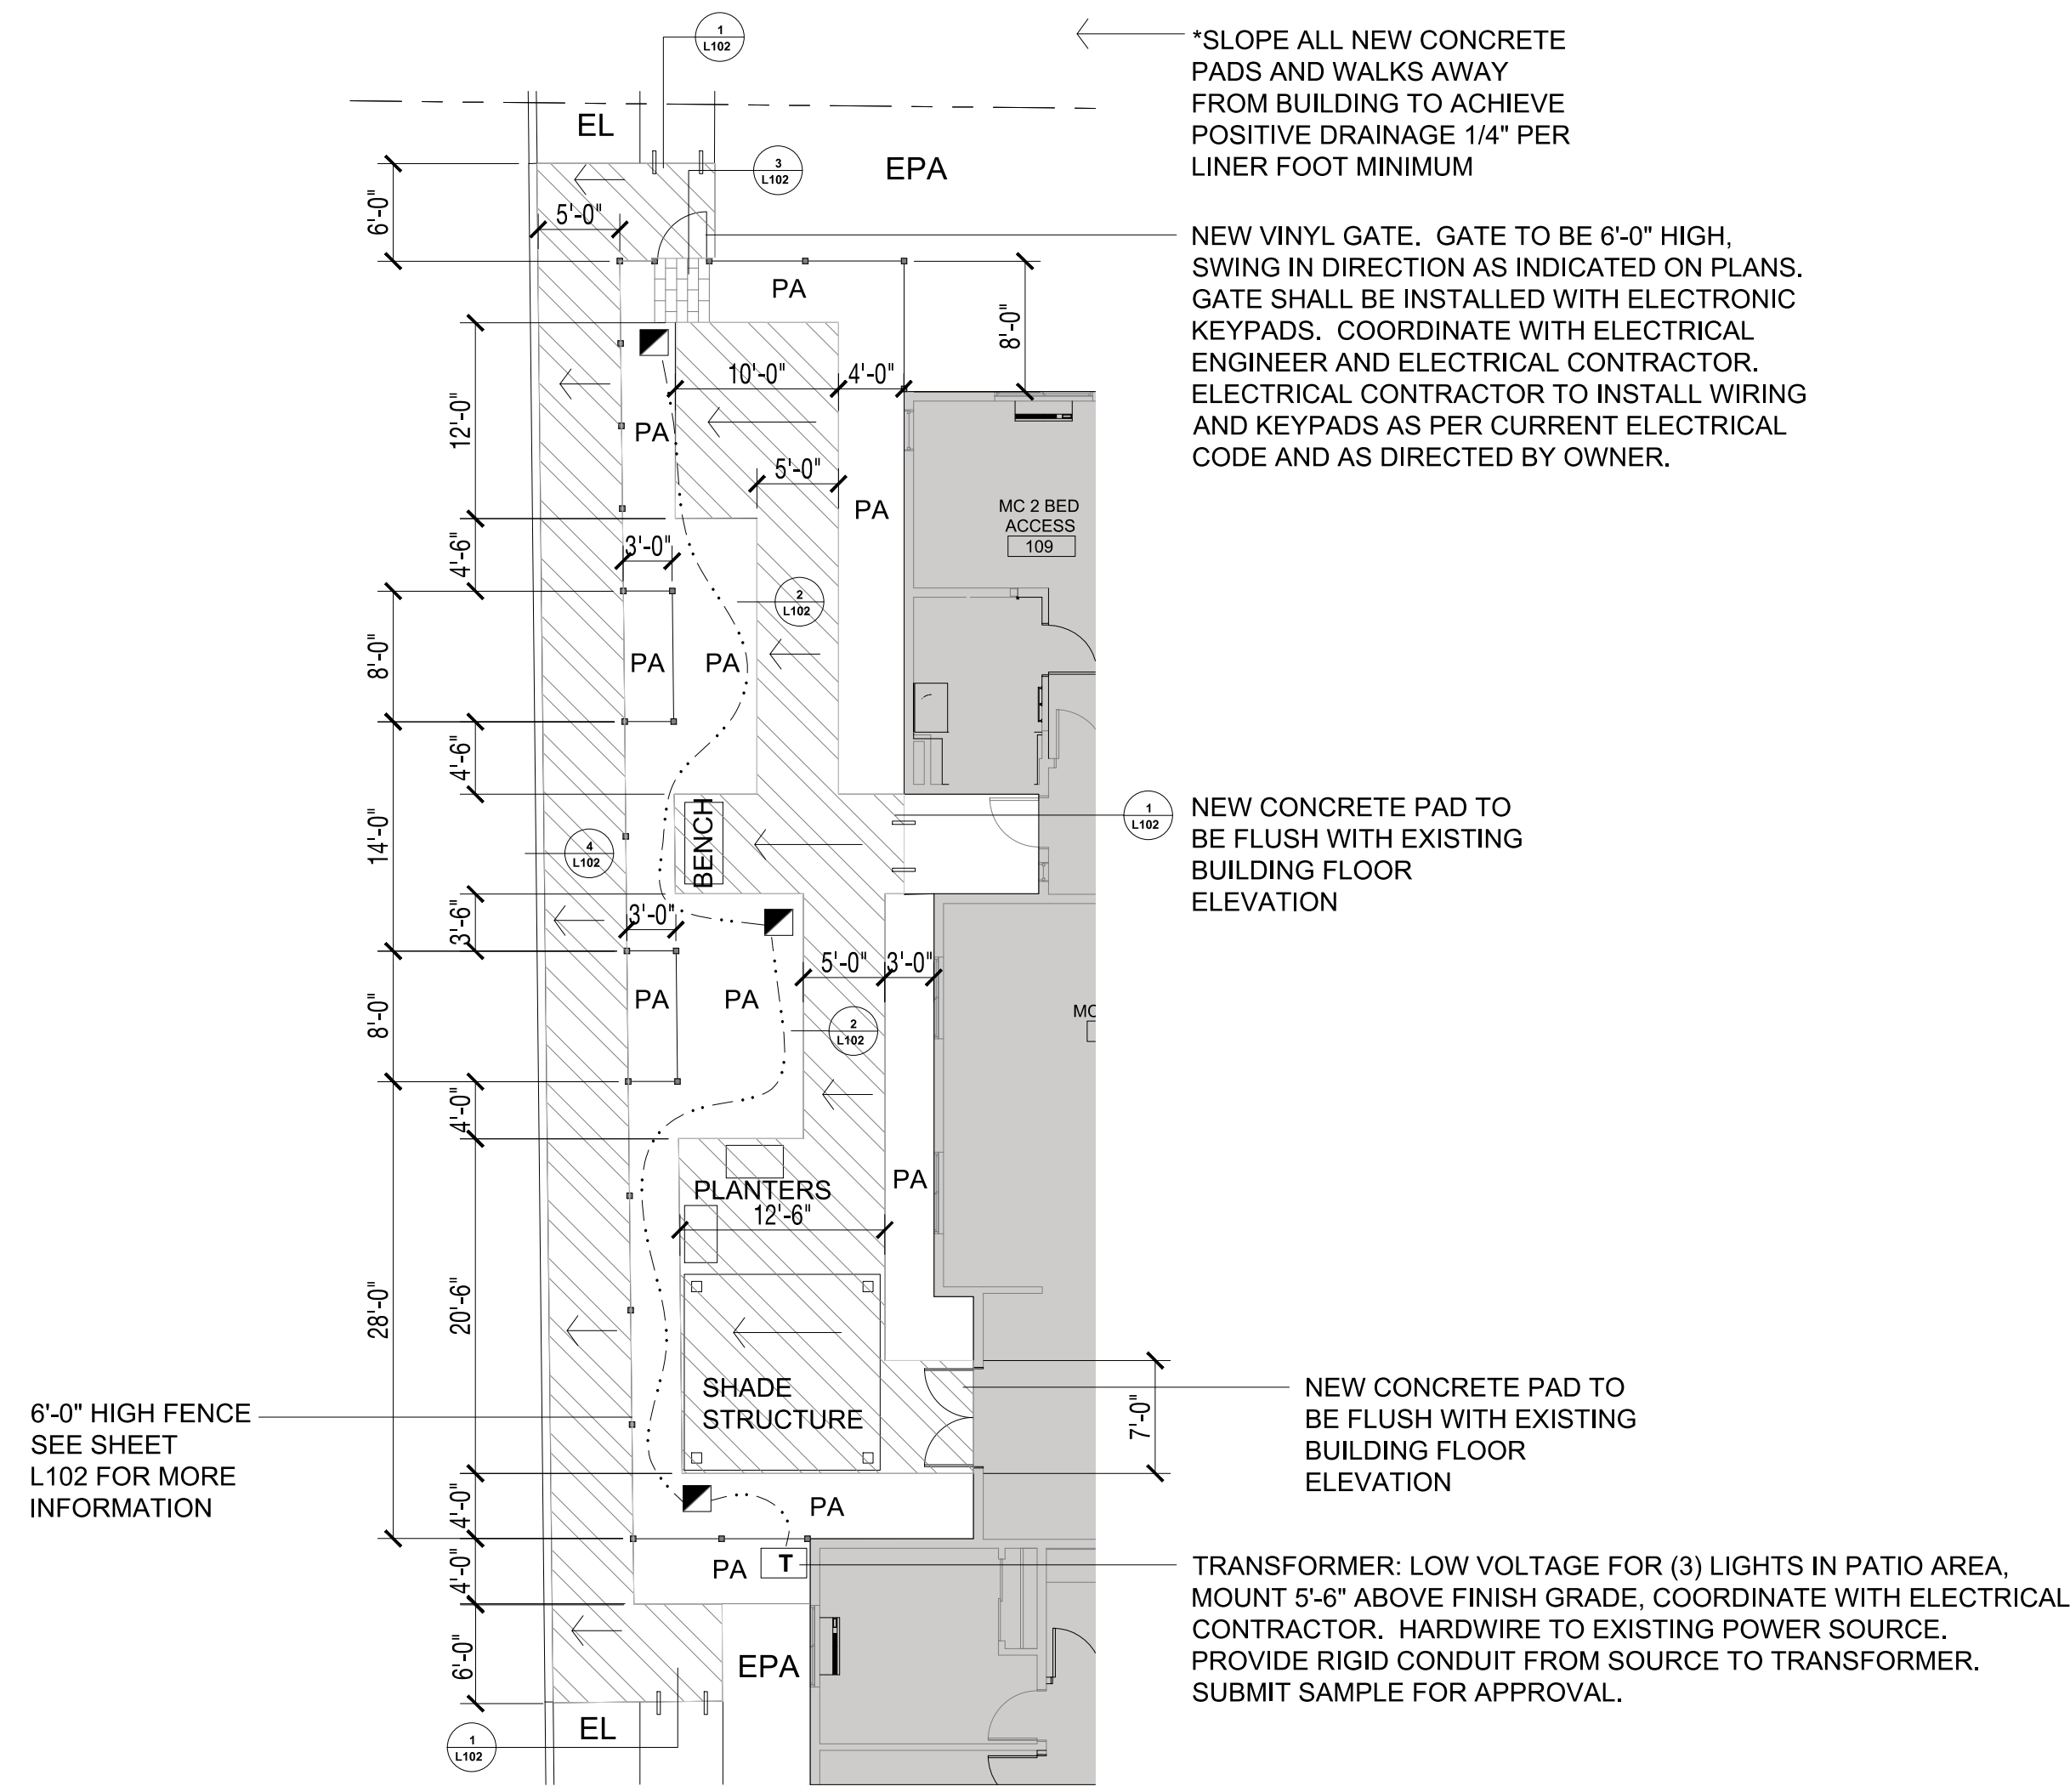 1
L102
*SLOPE ALL NEW CONCRETE
PADS AND WALKS AWAY
FROM BUILDING TO ACHIEVE
POSITIVE DRAINAGE 1/4" PER
LINER FOOT MINIMUM
EL
3
L102
EPA
6'-0"
5'-0"
NEW VINYL GATE. GATE TO BE 6'-0" HIGH,
SWING IN DIRECTION AS INDICATED ON PLANS.
GATE SHALL BE INSTALLED WITH ELECTRONIC
KEYPADS. COORDINATE WITH ELECTRICAL
ENGINEER AND ELECTRICAL CONTRACTOR.
ELECTRICAL CONTRACTOR TO INSTALL WIRING
AND KEYPADS AS PER CURRENT ELECTRICAL
CODE AND AS DIRECTED BY OWNER.
PA
8'-0"
10'-0"
4'-0"
12'-0"
PA
5'-0"
PA
MC 2 BED
ACCESS
109
4'-6"
3'-0"
2
L102
8'-0"
PA
PA
4'-6"
BENCH
1
L102
NEW CONCRETE PAD TO
BE FLUSH WITH EXISTING
BUILDING FLOOR
ELEVATION
14'-0"
4
L102
3'-6"
3'-0"
5'-0"
3'-0"
PA
PA
MC
8'-0"
2
L102
4'-0"
PA
PLANTERS
12'-6"
28'-0"
20'-6"
SHADE
STRUCTURE
7'-0"
NEW CONCRETE PAD TO
BE FLUSH WITH EXISTING
BUILDING FLOOR
ELEVATION
6'-0" HIGH FENCE
SEE SHEET
L102 FOR MORE
INFORMATION
4'-0"
PA
4'-0"
PA
T
TRANSFORMER: LOW VOLTAGE FOR (3) LIGHTS IN PATIO AREA,
MOUNT 5'-6" ABOVE FINISH GRADE, COORDINATE WITH ELECTRICAL
CONTRACTOR. HARDWIRE TO EXISTING POWER SOURCE.
PROVIDE RIGID CONDUIT FROM SOURCE TO TRANSFORMER.
SUBMIT SAMPLE FOR APPROVAL.
6'-0"
EPA
EL
1
L102